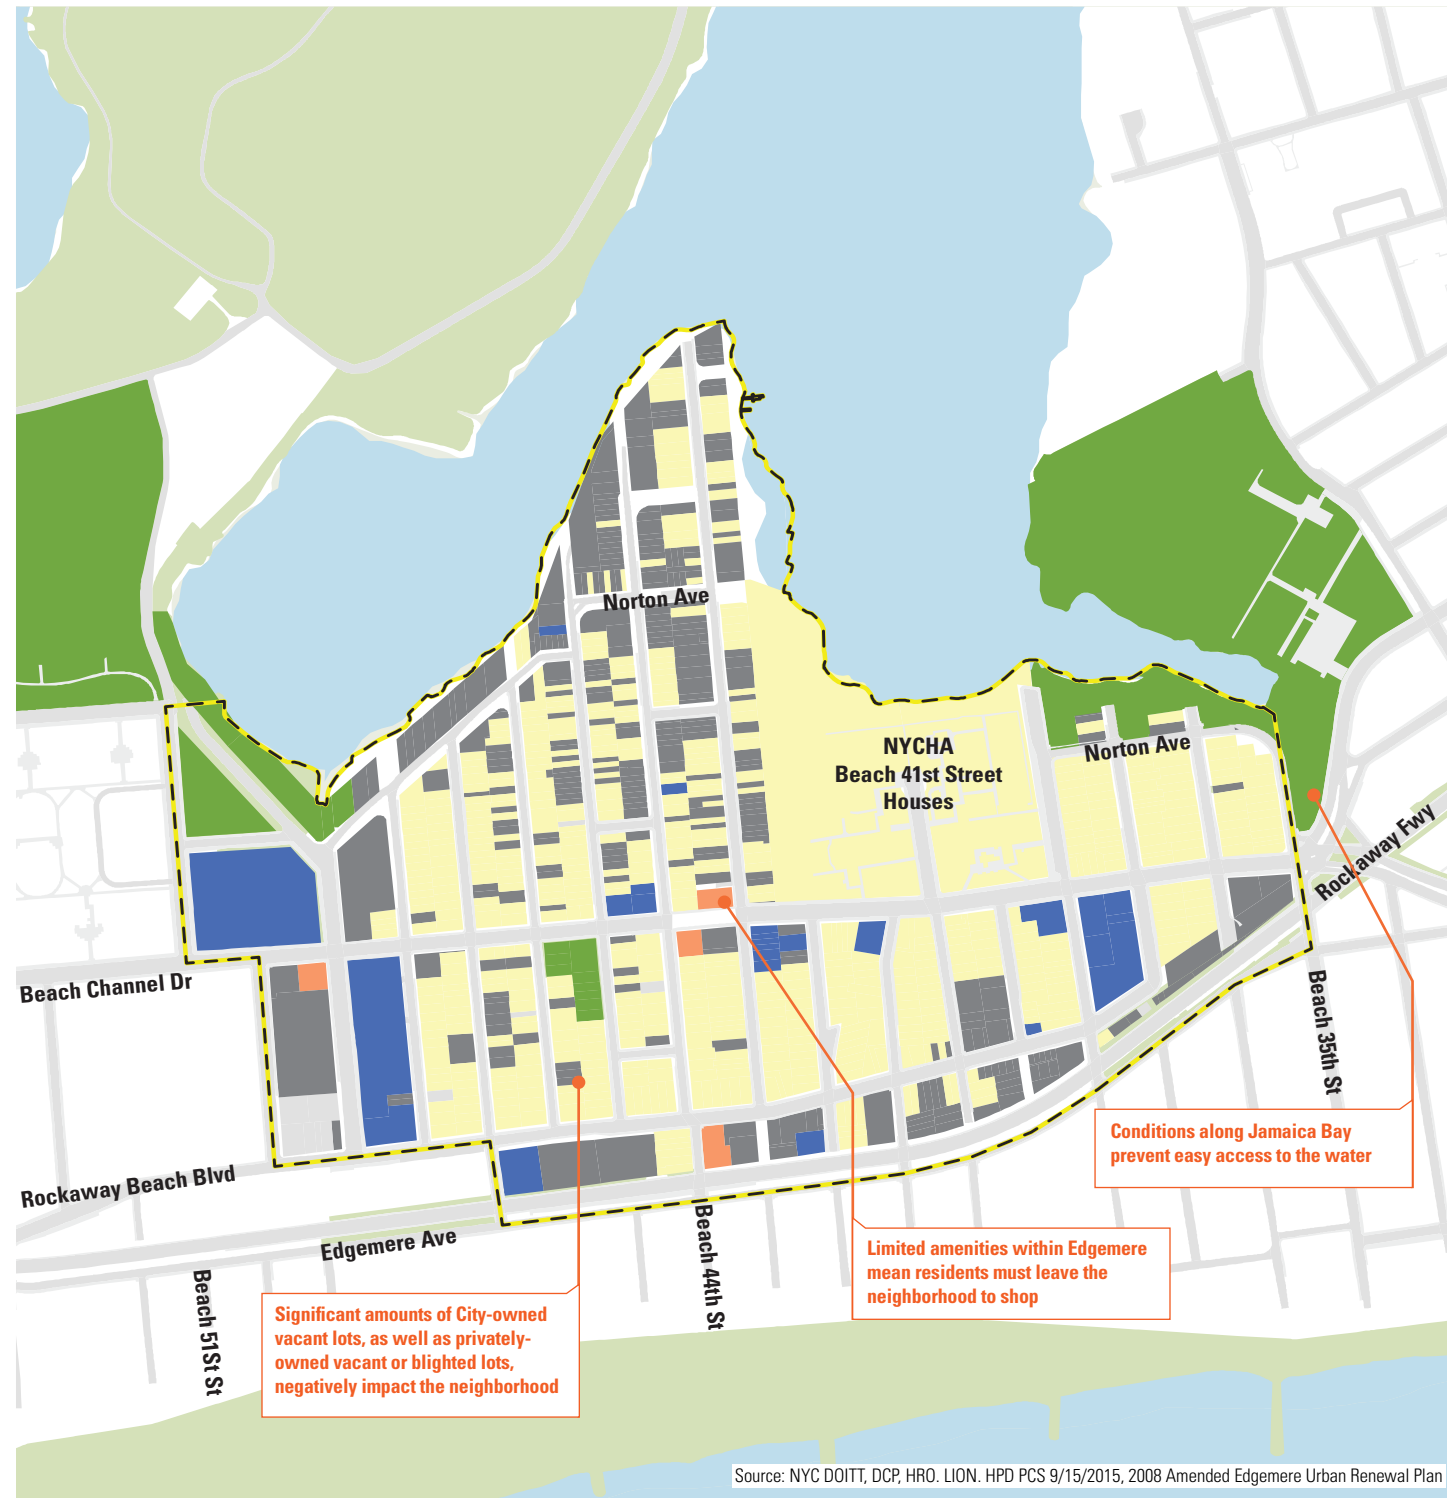 Norton Ave
NYCHA
Beach 41st Street
Houses
Norton Ave
Rockaway Fwy
Beach Channel Dr
Beach 35th St
Conditions along Jamaica Bay
prevent easy access to the water
Rockaway Beach Blvd
Edgemere Ave
Beach 44th St
Beach 51St St
Limited amenities within Edgemere
mean residents must leave the
neighborhood to shop
Significant amounts of City-owned
vacant lots, as well as privately-
owned vacant or blighted lots,
negatively impact the neighborhood
Source: NYC DOITT, DCP, HRO. LION. HPD PCS 9/15/2015, 2008 Amended Edgemere Urban Renewal Plan